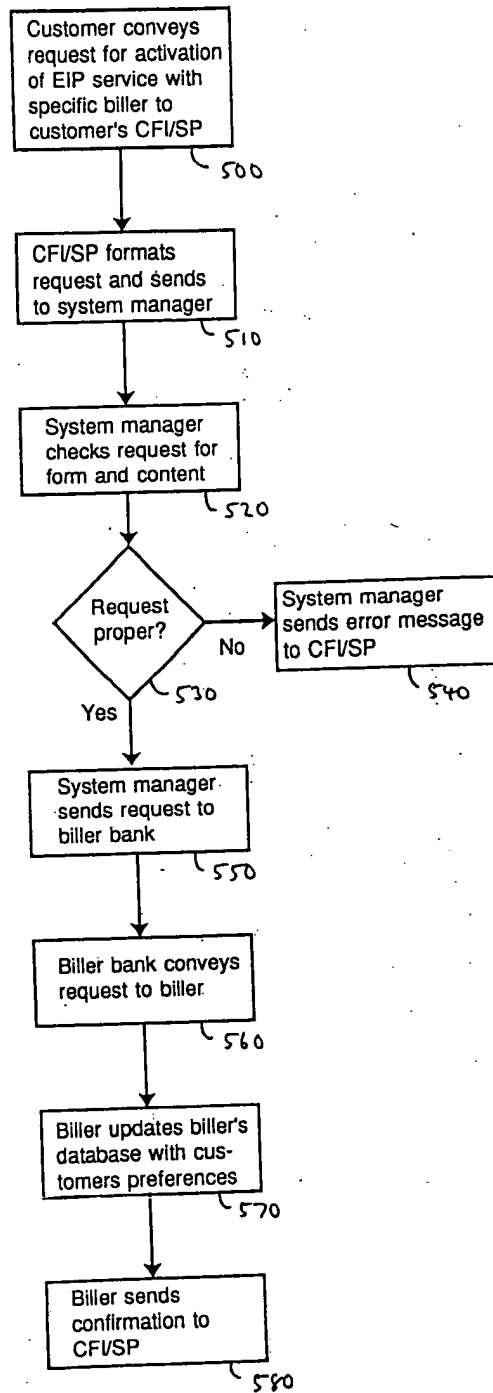 Customer conveys
request for activation
of EIP service with
specific biller to
customer's CFI/SP
500
CFI/SP formats
request and sends
to system manager
510
System manager
checks request for
form and content
520
Request
proper?
530
No
System manager
sends error message
to CFI/SP
540
Yes
System manager
sends request to
biller bank
550
Biller bank conveys
request to biller
560
Biller updates biller's
database with cus-
tomers preferences
570
Biller sends
confirmation to
CFI/SP
580